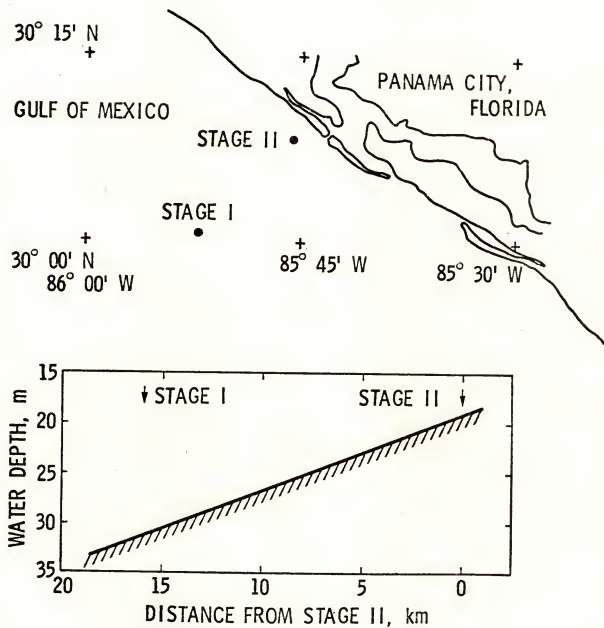 30° 15' N
PANAMA CITY,
FLORIDA
GULF OF MEXICO
STAGE II
STAGE I
30° 00' N
86° 00' W
85° 45' W
85° 30' W
15
20
25
30
35
WATER DEPTH, m
STAGE I
STAGE II
20
15
10
5
0
DISTANCE FROM STAGE II, km